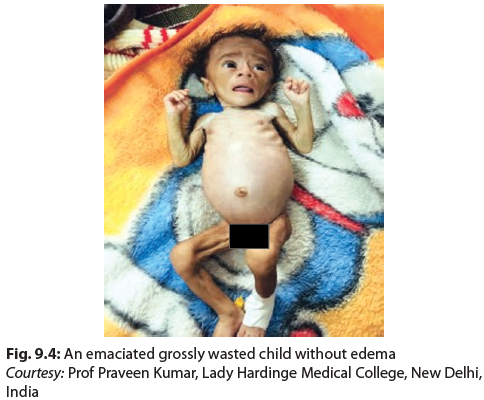 Fig. 9.4: An emaciated grossly wasted child without edema
Courtesy: Prof Praveen Kumar, Lady Hardinge Medical College, New Delhi,
India